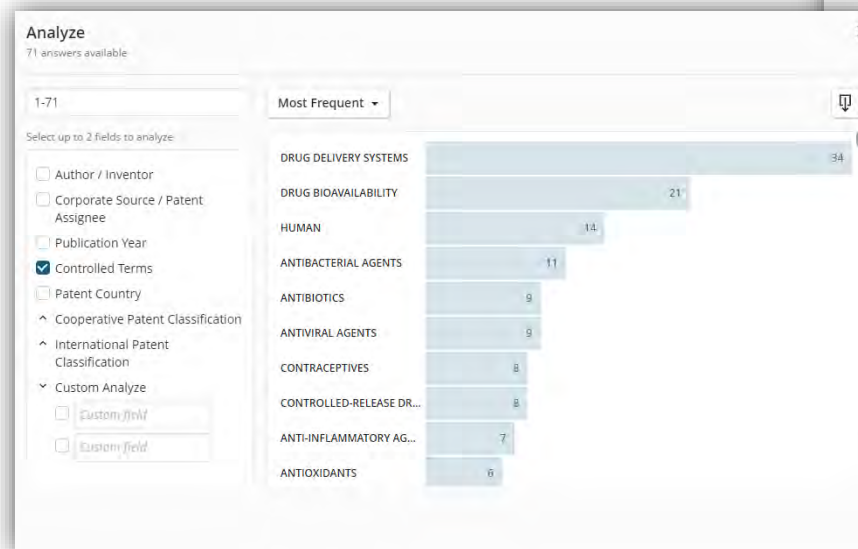 Analyze
71 answers available
1-71
Most Frequent
Select up to 2 fields to analyze
Author / Inventor
Corporate Source / Patent
Assignee
Publication Year
Controlled Terms
Patent Country
Cooperative Patent Classification
International Patent
Classification
Custom Analyze
Custom field
Custom field
DRUG DELIVERY SYSTEMS 34
DRUG BIOAVAILABILITY 21
HUMAN 14
ANTIBACTERIAL AGENTS 11
ANTIBIOTICS 9
ANTIVIRAL AGENTS 9
CONTRACEPTIVES 8
CONTROLLED-RELEASE DR... 8
ANTI-INFLAMMATORY AG... 7
ANTIOXIDANTS 6